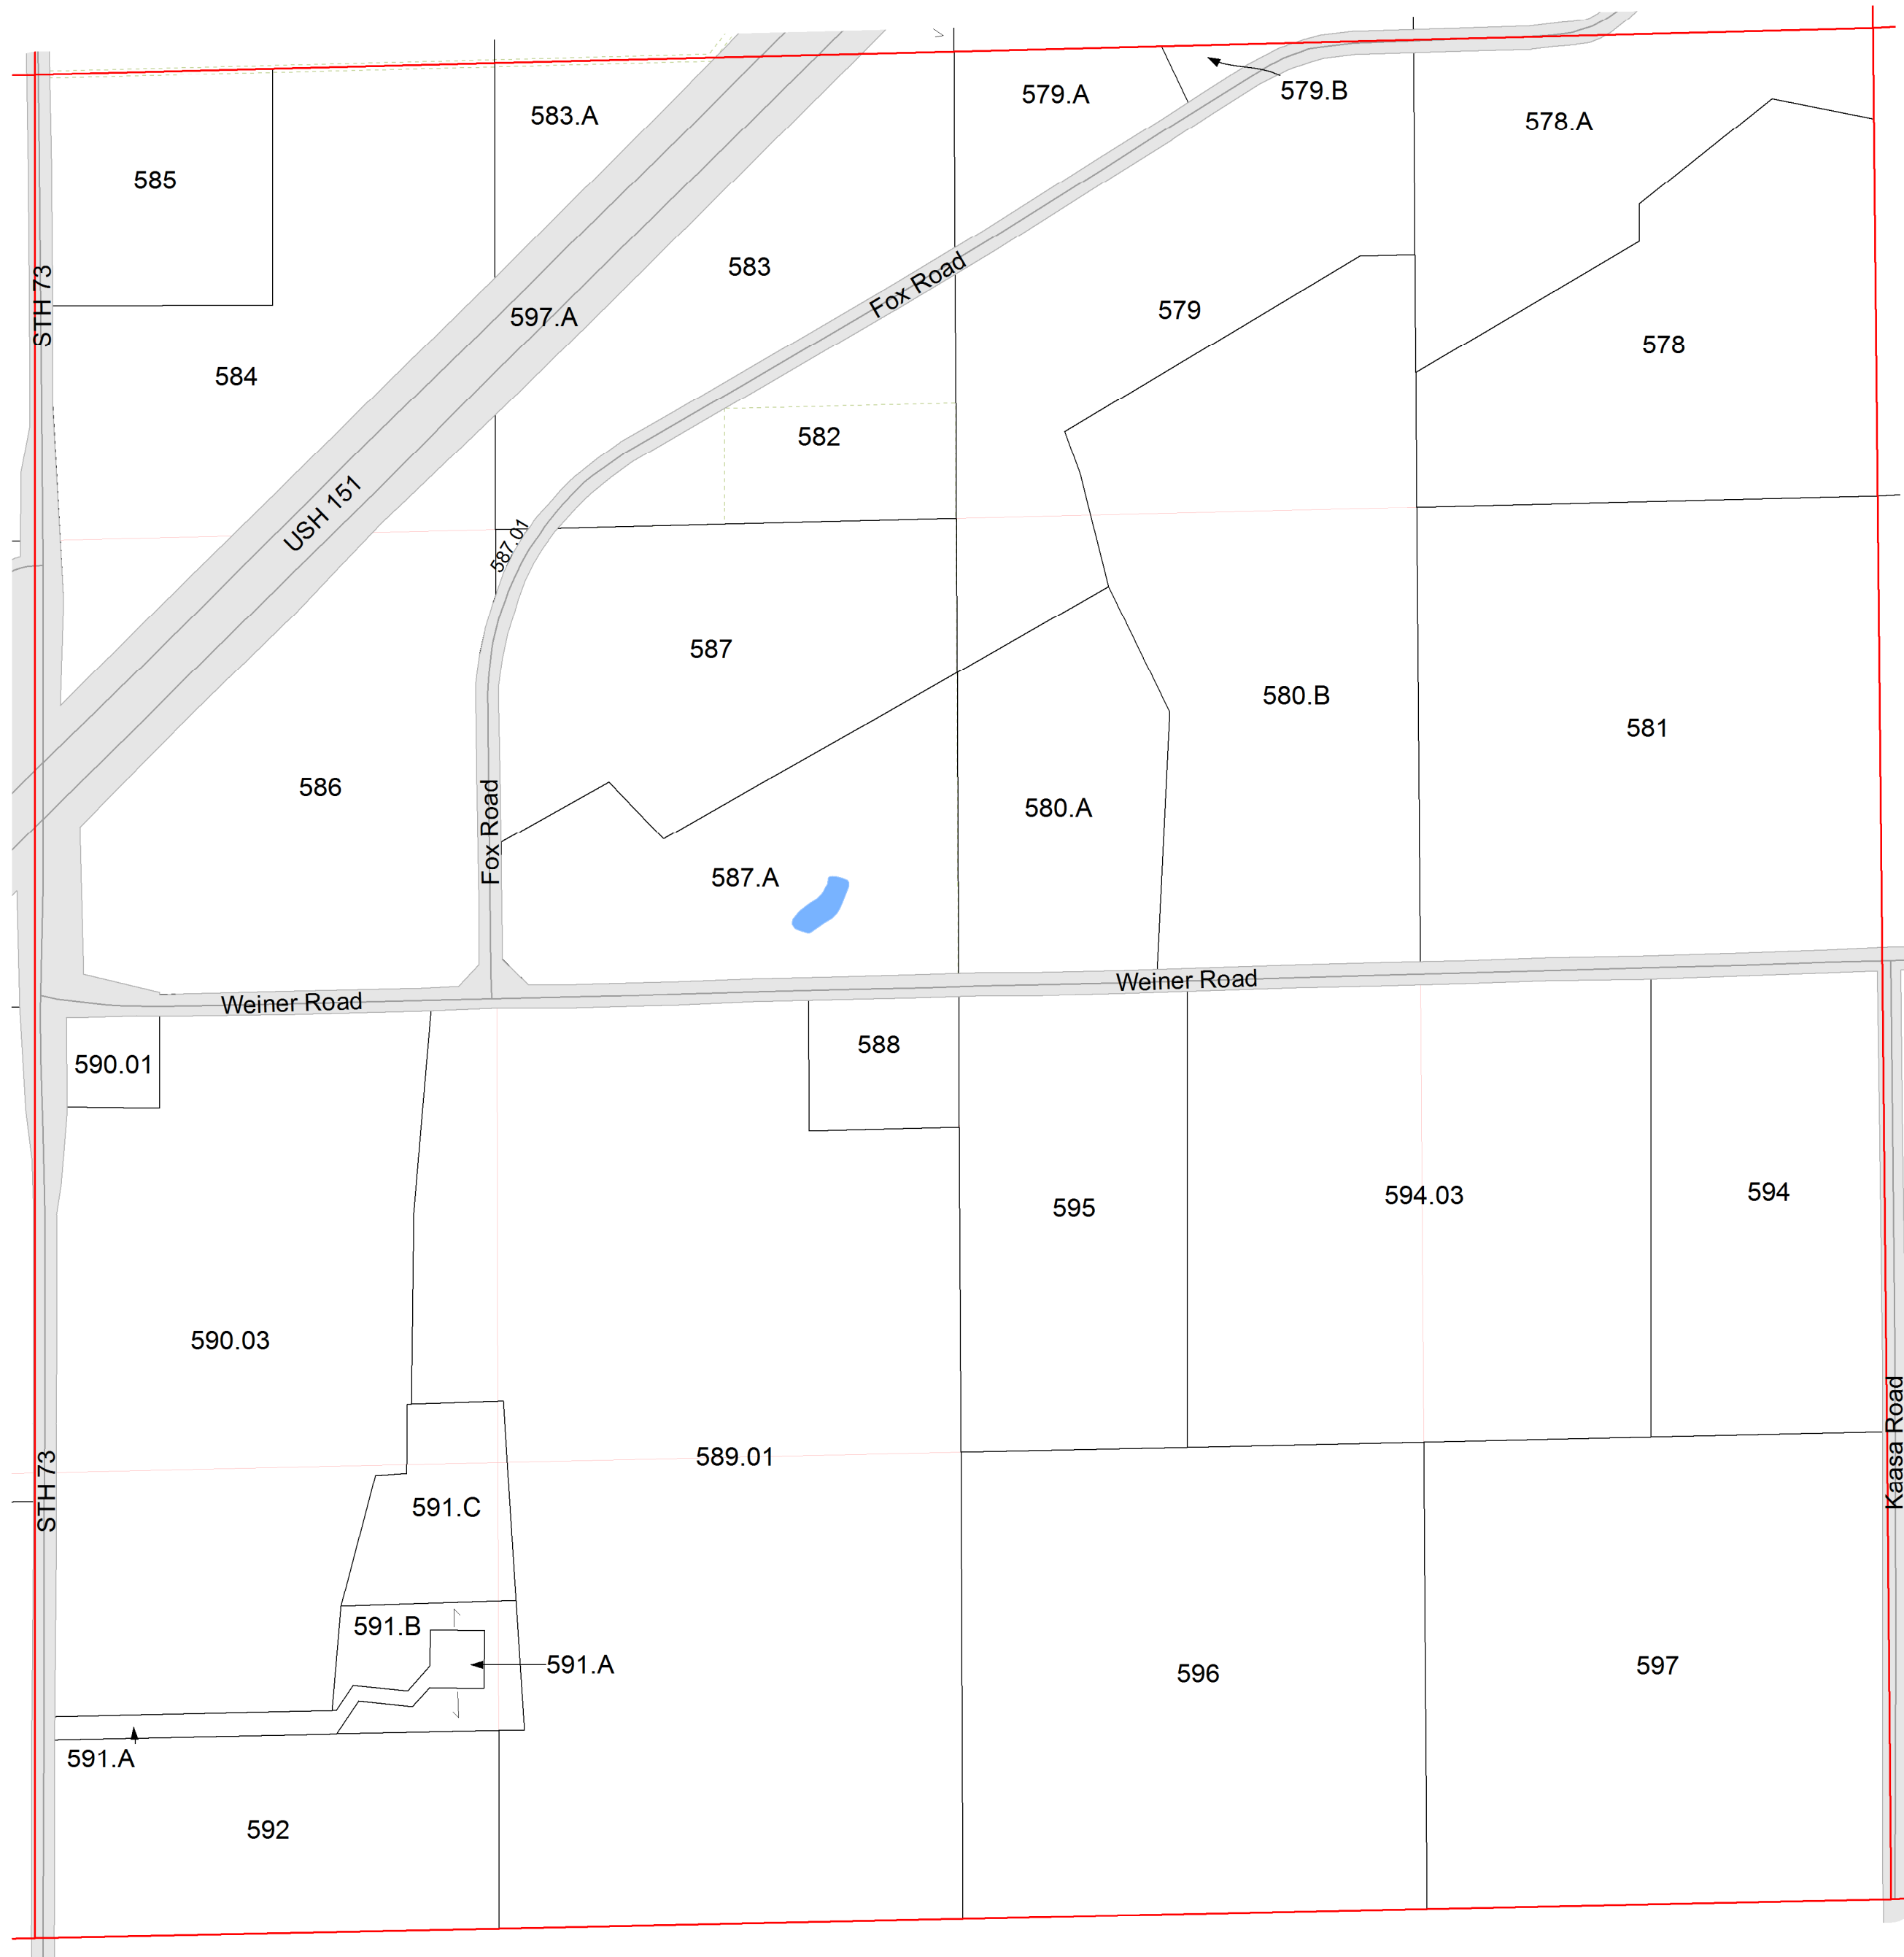 579.A
579.B
583.A
578.A
585
583
Fox Road
STH 73
597.A
579
578
584
582
USH 151
587.01
587
580.B
581
586
580.A
Fox Road
587.A
Weiner Road
Weiner Road
588
590.01
594
594.03
595
590.03
589.01
Kaasa Road
STH 73
591.C
591.B
591.A
596
597
591.A
592